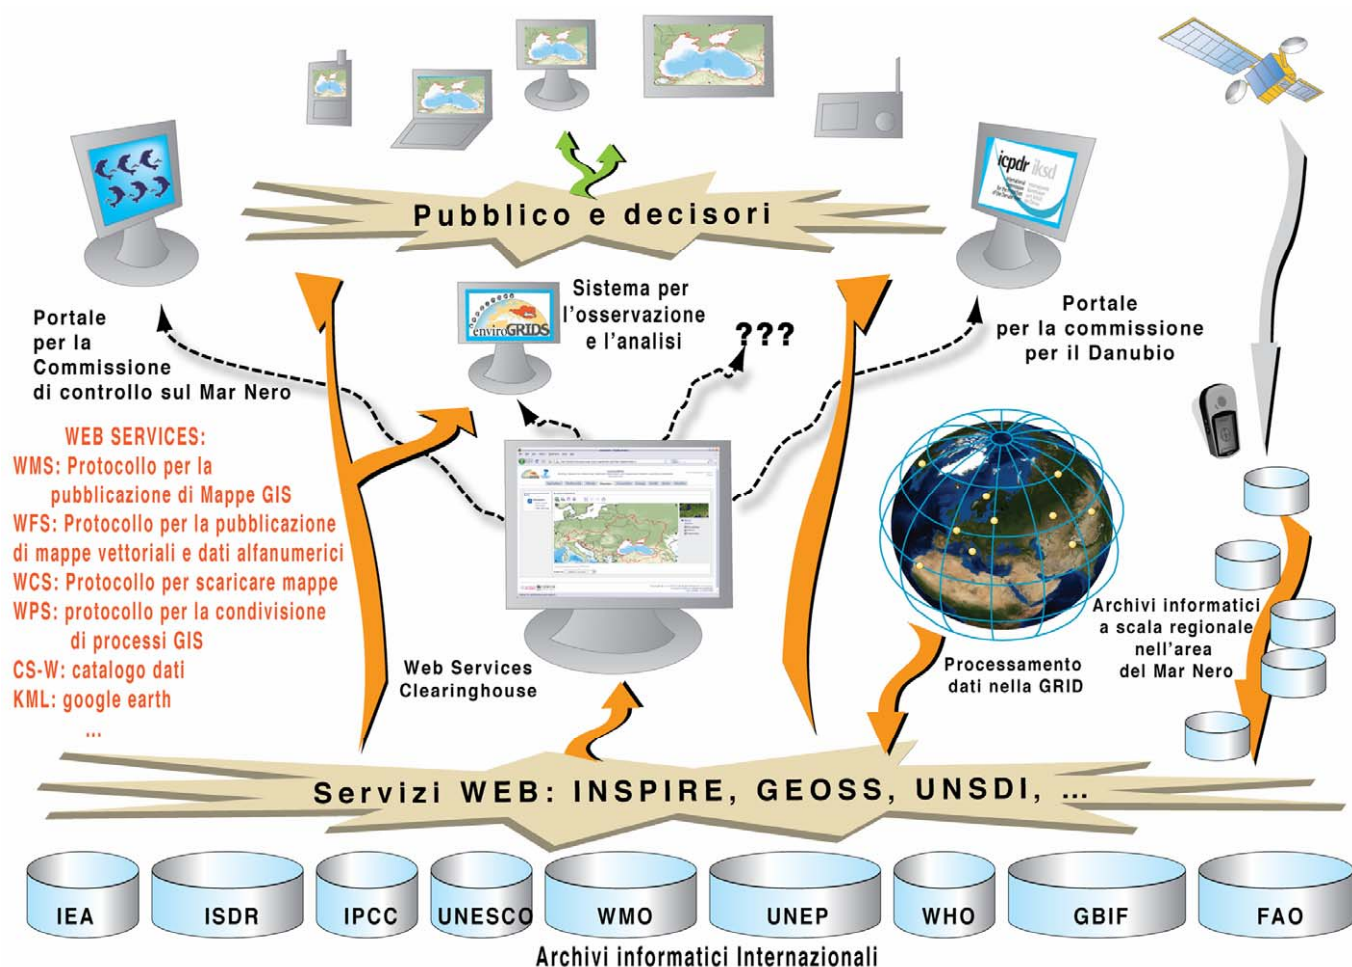 icpdr iksd
Pubblico e decisori
Portale
per la
Commissione
di controllo sul Mar Nero
enviroGRIDS
Sistema per
l'osservazione
e l'analisi
???
Portale
per la commissione
per il Danubio
WEB SERVICES:
WMS: Protocollo per la
pubblicazione di Mappe GIS
WFS: Protocollo per la pubblicazione
di mappe vettoriali e dati alfanumerici
WCS: Protocollo per scaricare mappe
WPS: protocollo per la condivisione
di processi GIS
CS-W: catalogo dati
KML: google earth
...
Web Services
Clearinghouse
Processamento
dati nella GRID
Archivi informatici
a scala regionale
nell'area
del Mar Nero
Servizi WEB: INSPIRE, GEOSS, UNSDI, ...
IEA
ISDR
IPCC
UNESCO
WMO
UNEP
WHO
GBIF
FAO
Archivi informatici Internazionali